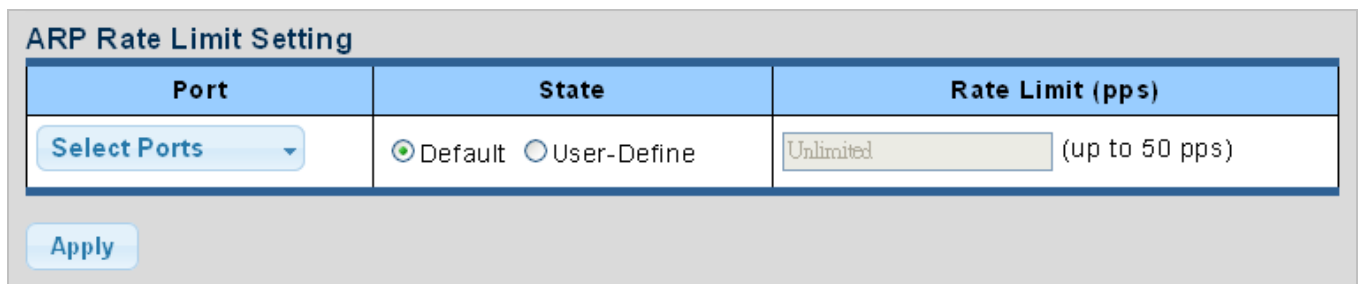 ARP Rate Limit Setting
Port State Rate Limit (pps)
Select Ports Default User-Define Unlimited (up to 50 pps)
Apply